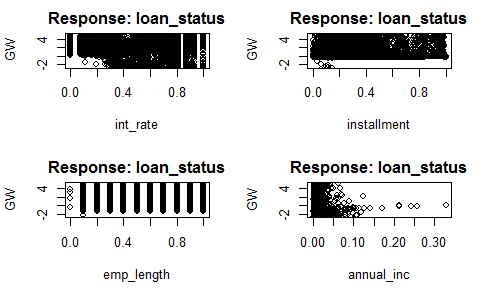 Response: loan_status
GW
4
-2
0.0
0.4
0.8
int_rate
Response: loan_status
GW
4
-2
0.0
0.4
0.8
installment
Response: loan_status
GW
4
-2
0.0
0.4
0.8
emp_length
Response: loan_status
GW
4
-2
0.00
0.10
0.20
0.30
annual_inc